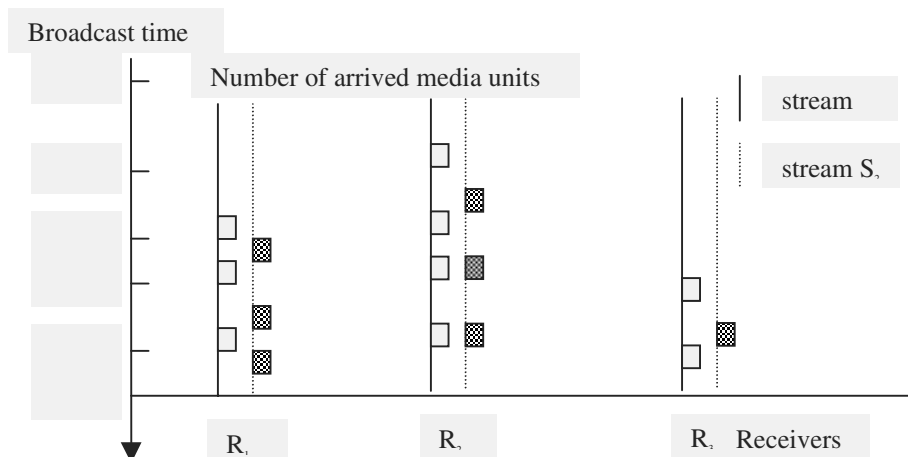 Broadcast time
Number of arrived media units
stream
stream S
R
R
R
Receivers